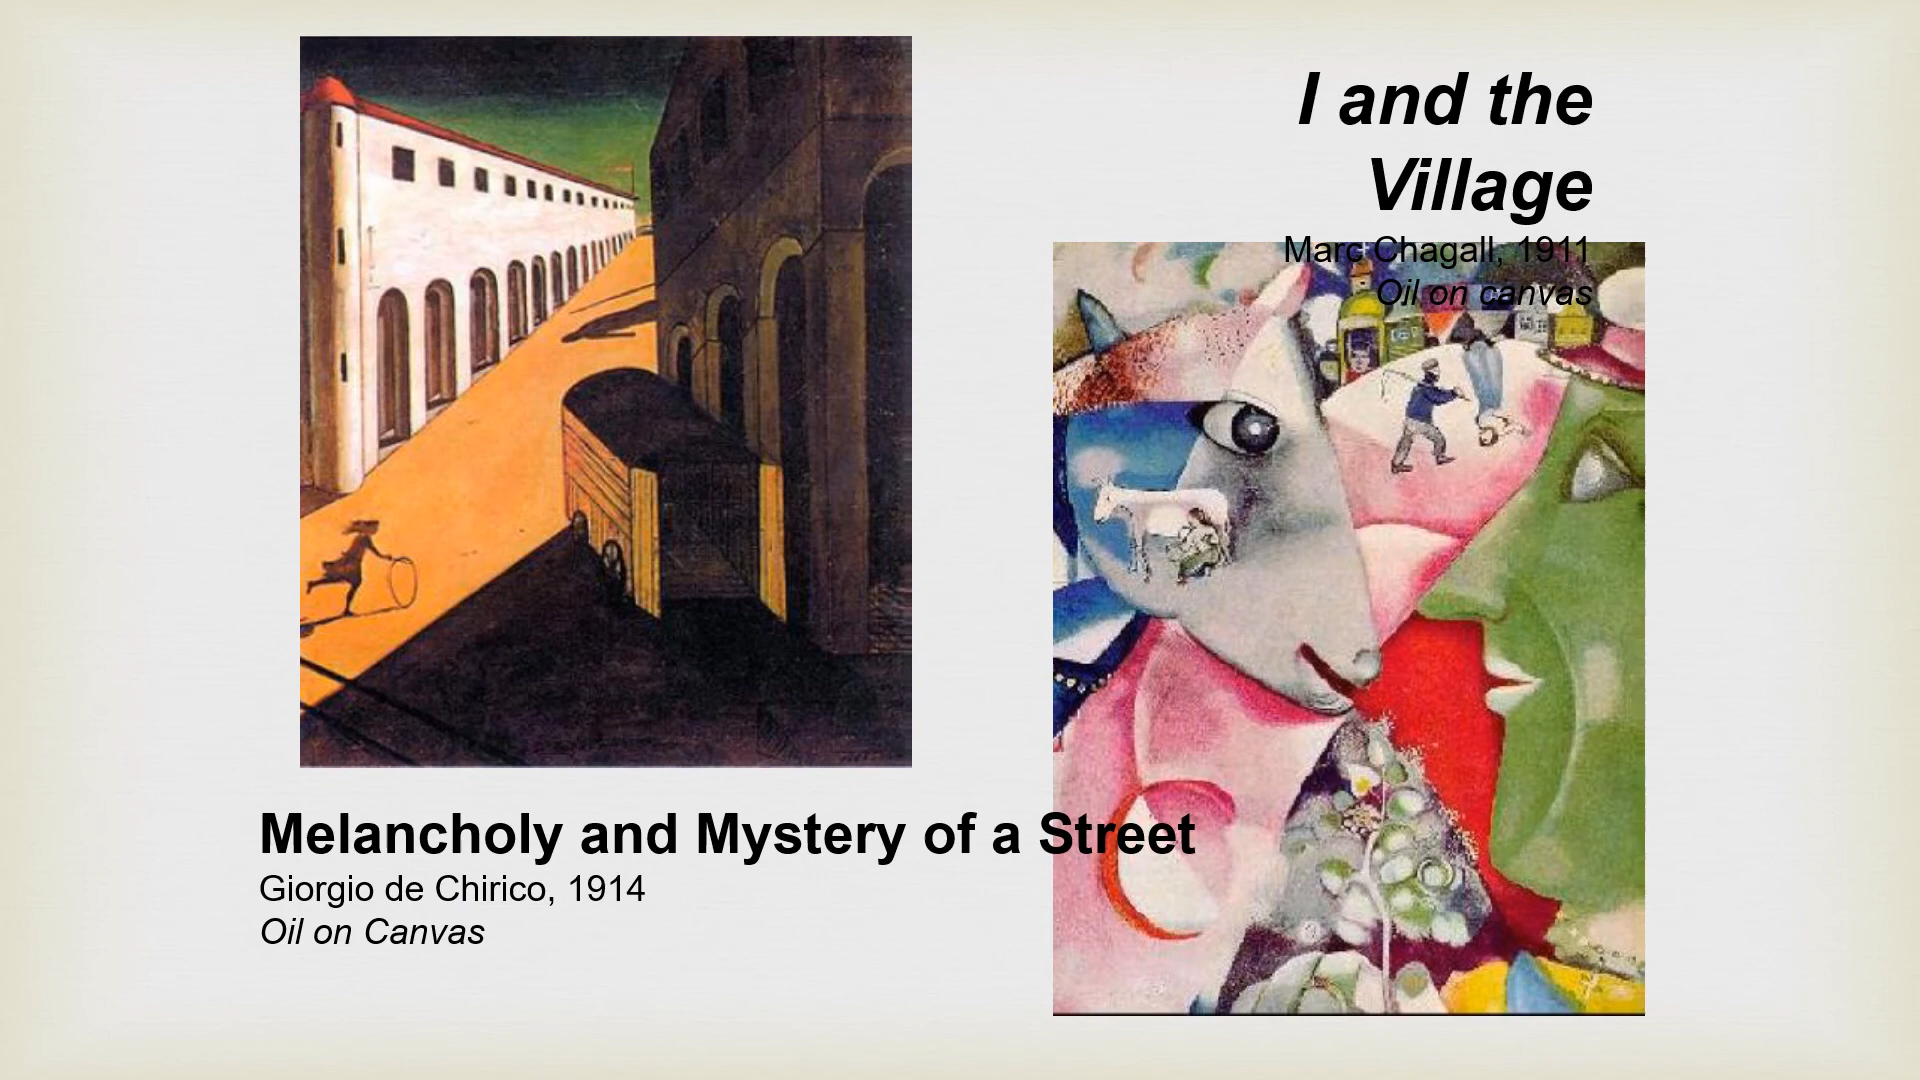 I and the
Village
Marc Chagall, 1911
Oil on canvas
Melancholy and Mystery of a Street
Giorgio de Chirico, 1914
Oil on Canvas